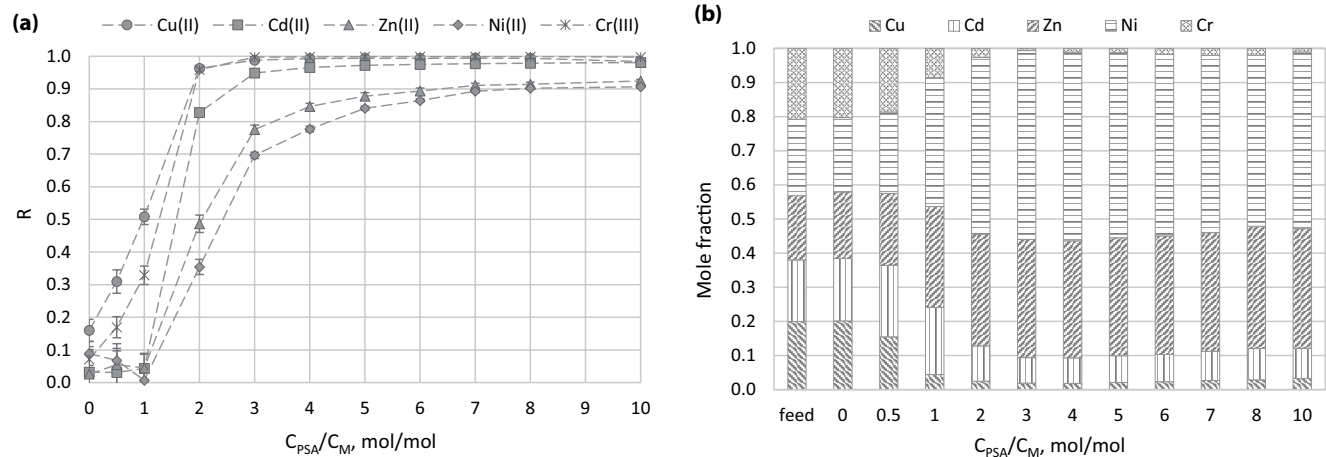 (a)
Cu(II) Cd(II) Zn(II) Ni(II) Cr(III)
1.0
0.9
0.8
0.7
0.6
0.5
0.4
0.3
0.2
0.1
0.0
R
0 1 2 3 4 5 6 7 8 9 10
C_PSA/C_M, mol/mol
(b)
Cu Cd Zn Ni Cr
1.0
0.9
0.8
0.7
0.6
0.5
0.4
0.3
0.2
0.1
0.0
Mole fraction
feed 0 0.5 1 2 3 4 5 6 7 8 10
C_PSA/C_M, mol/mol